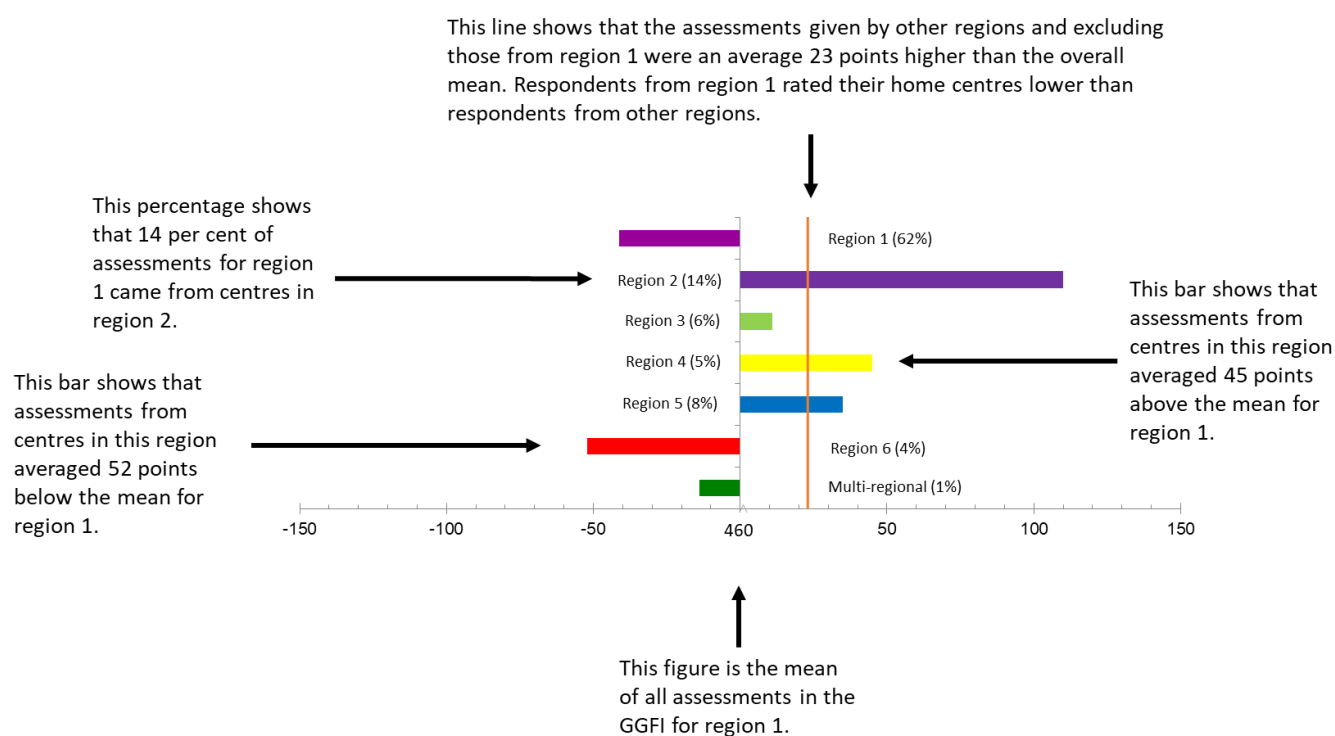 This line shows that the assessments given by other regions and excluding
those from region 1 were an average 23 points higher than the overall
mean. Respondents from region 1 rated their home centres lower than
respondents from other regions.
This percentage shows
that 14 per cent of
assessments for region
1 came from centres in
region 2.
This bar shows that
assessments from
centres in this region
averaged 52 points
below the mean for
region 1.
Region 1 (62%)
Region 2 (14%)
Region 3 (6%)
Region 4 (5%)
Region 5 (8%)
Region 6 (4%)
Multi-regional (1%)
-150 -100 -50 460 50 100 150
This bar shows that
assessments from
centres in this region
averaged 45 points
above the mean for
region 1.
This figure is the mean
of all assessments in the
GGFI for region 1.